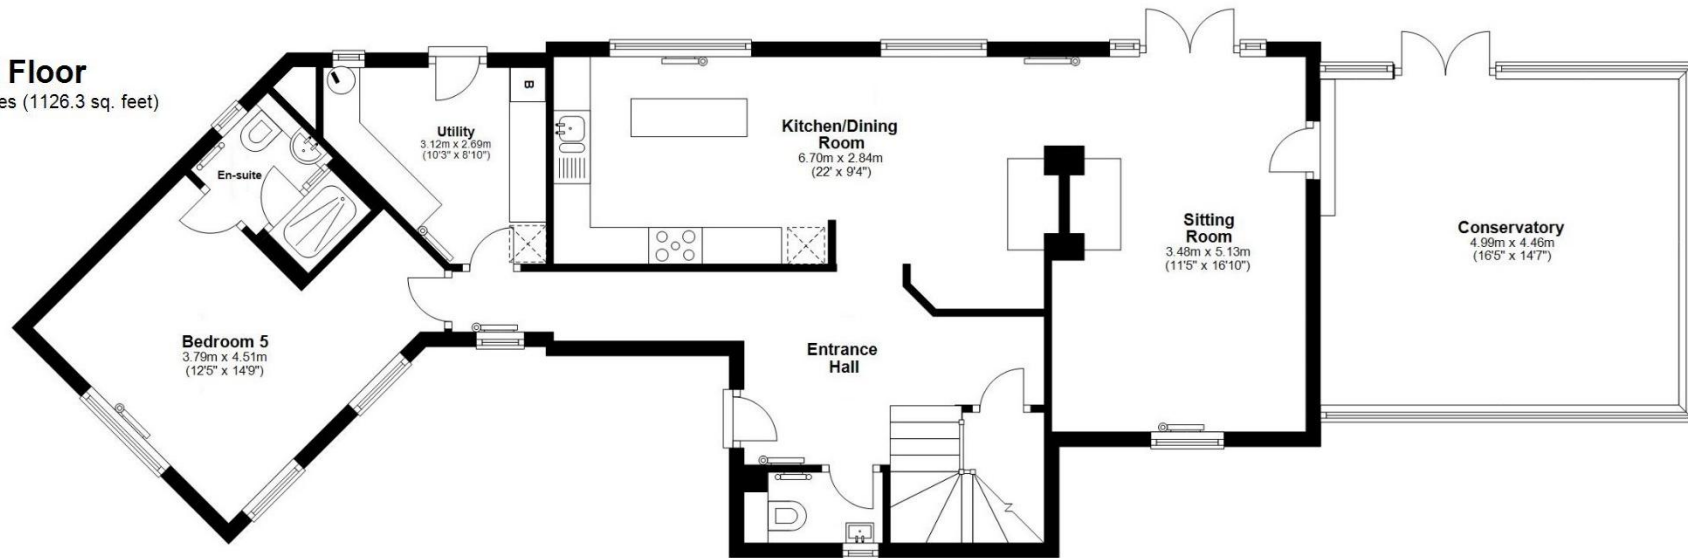 Floor
es (1126.3 sq. feet)
Utility
3.12m x 2.69m
(10'3" x 8'10")
B
Kitchen/Dining
Room
6.70m x 2.84m
(22' x 9'4")
En-suite
Sitting
Room
3.48m x 5.13m
(11'5" x 16'10")
Conservatory
4.99m x 4.46m
(16'5" x 14'7")
Bedroom 5
3.79m x 4.51m
(12'5" x 14'9")
Entrance
Hall